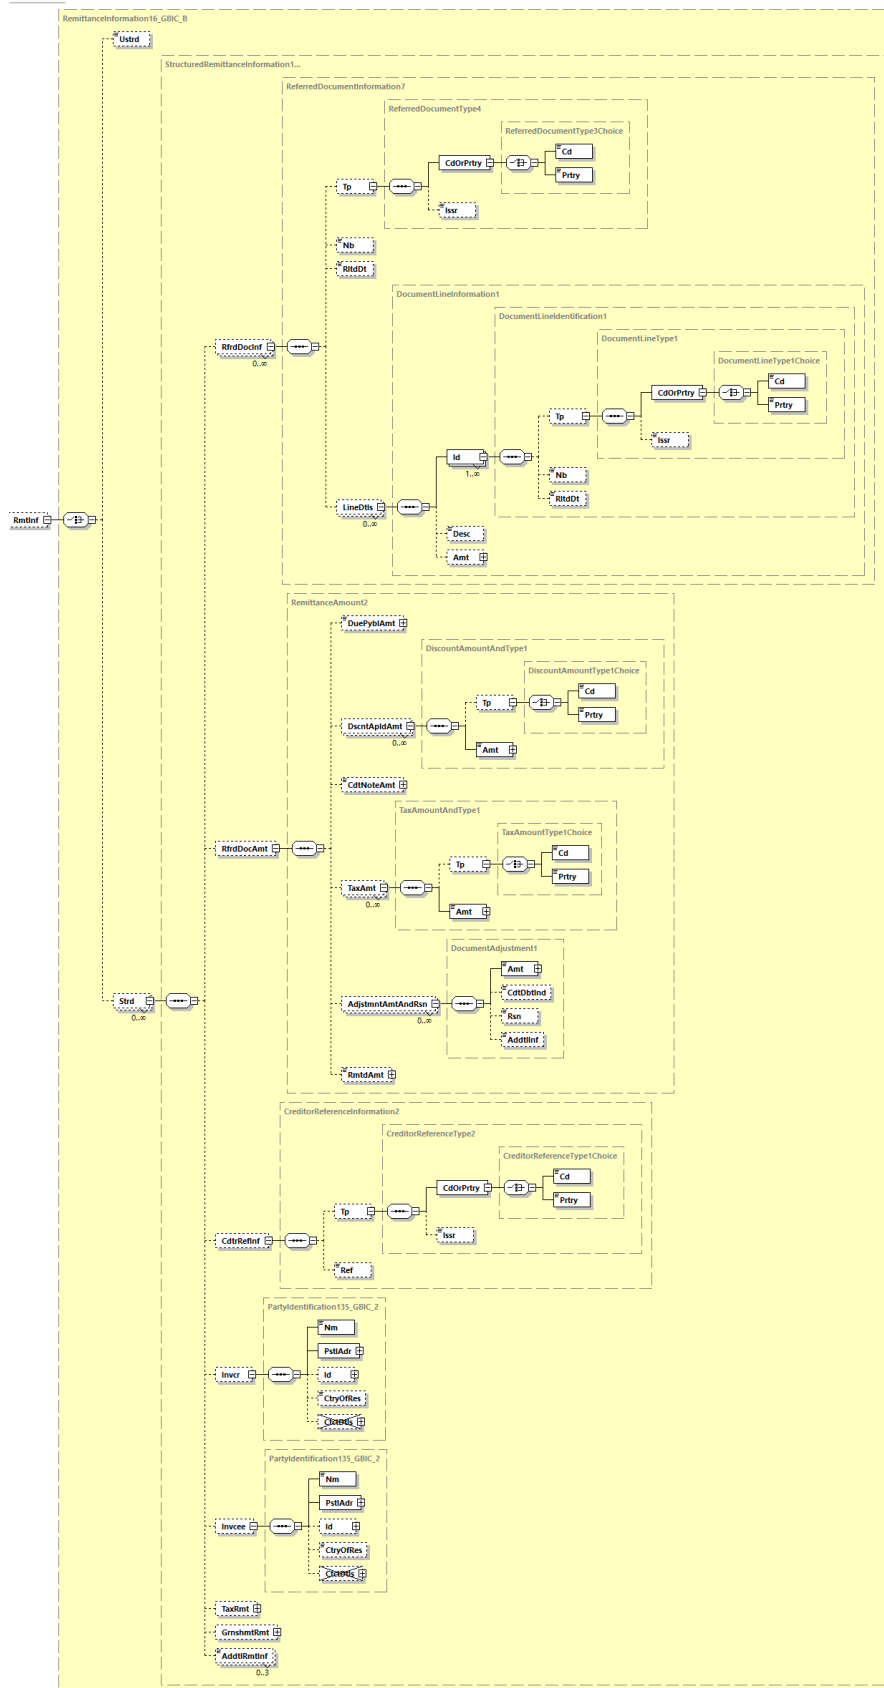 RemittanceInformation16_GBIC_B
Ustrd
StructuredRemittanceInformation1...
ReferredDocumentInformation7
ReferredDocumentType4
ReferredDocumentType3Choice
Cd
CdOrPrtry
Prtry
Tp
Issr
Nb
RltdDt
DocumentLineInformation1
DocumentLineIdentification1
DocumentLineType1
RfrdDocInf
0..∞
DocumentLineType1Choice
Cd
CdOrPrtry
Prtry
Tp
Issr
Id
1..∞
Nb
RltdDt
LineDtls
0..∞
RmtInf
Desc
Amt
RemittanceAmount2
DuePyblAmt
DiscountAmountAndType1
DiscountAmountType1Choice
Cd
Tp
Prtry
DscntApldAmt
0..∞
Amt
CdtNoteAmt
TaxAmountAndType1
TaxAmountType1Choice
RfrdDocAmt
Cd
Tp
Prtry
TaxAmt
0..∞
Amt
DocumentAdjustment1
Amt
CdtDbtInd
Strd
0..∞
AdjstmntAmtAndRsn
0..∞
Rsn
AddtlInf
RmtdAmt
CreditorReferenceInformation2
CreditorReferenceType2
CreditorReferenceType1Choice
Cd
CdOrPrtry
Prtry
Tp
Issr
CdtrRefInf
Ref
PartyIdentification135_GBIC_2
Nm
PstlAdr
Invcr
Id
CtryOfRes
CtctDtls
PartyIdentification135_GBIC_2
Nm
PstlAdr
Invcee
Id
CtryOfRes
CtctDtls
TaxRmt
GrnshmtRmt
AddtlRmtInf
0..3